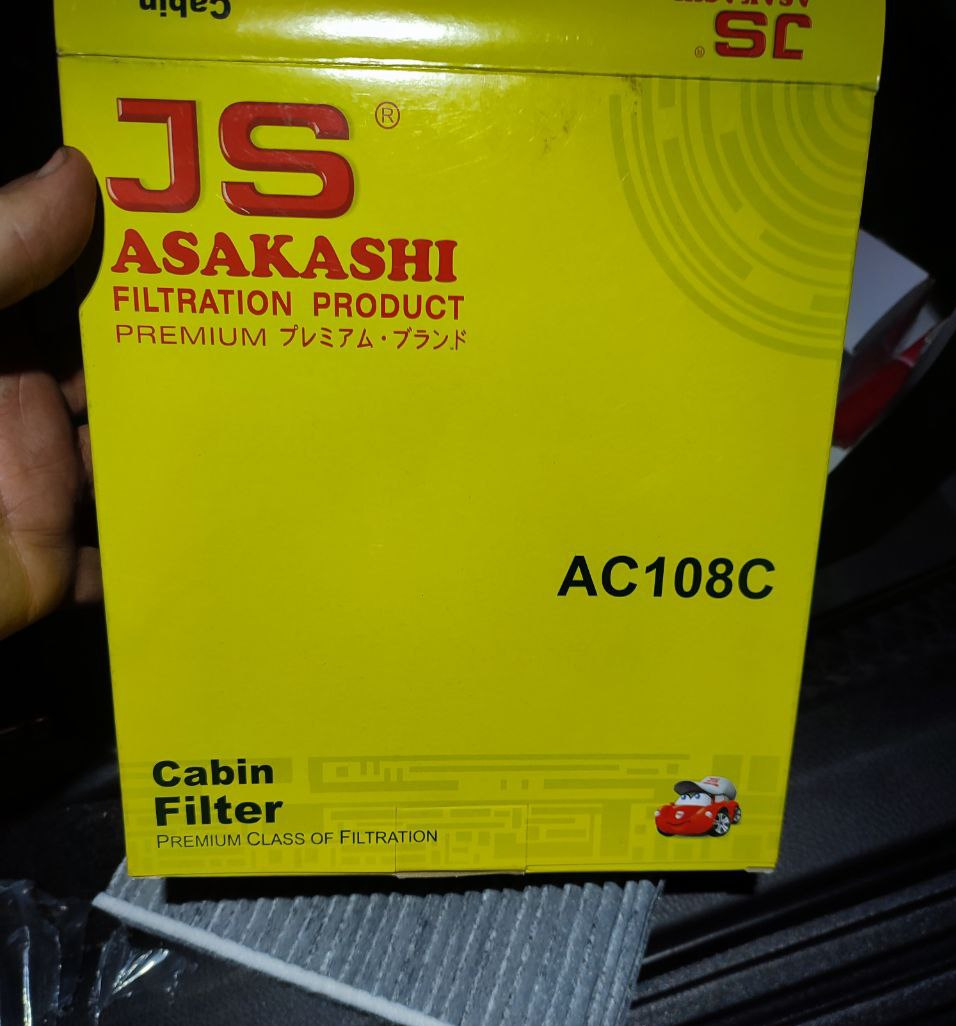 Cabin
JS®
JS®
ASAKASHI
FILTRATION PRODUCT
PREMIUM プレミアム・ブランド
AC108C
Cabin
Filter
PREMIUM CLASS OF FILTRATION